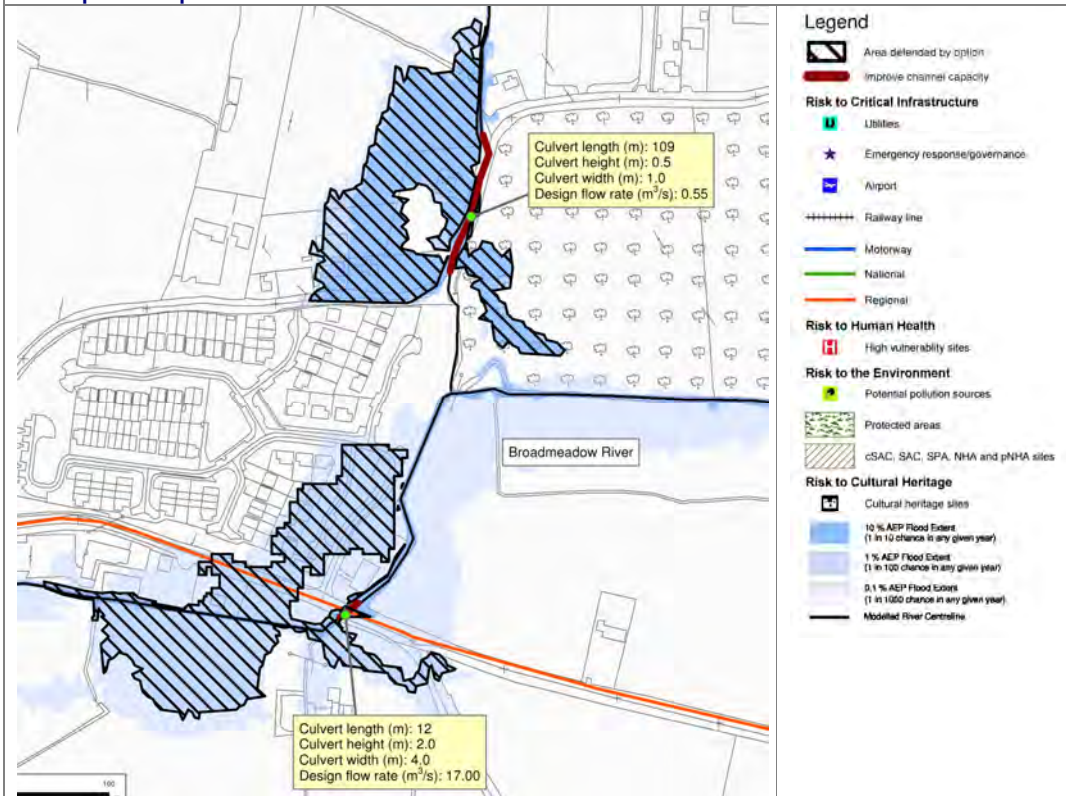 Legend
Area defended by option
Improve channel capacity
Risk to Critical Infrastructure
U Utilities
Emergency response/governance
Airport
Railway line
Motorway
National
Regional
Risk to Human Health
H High vulnerability sites
Risk to the Environment
Potential pollution sources
Protected areas
cSAC, SAC, SPA, NHA and pNHA sites
Risk to Cultural Heritage
Cultural heritage sites
10 % AEP Flood Extent
(1 in 10 chance in any given year)
1 % AEP Flood Extent
(1 in 100 chance in any given year)
0.1 % AEP Flood Extent
(1 in 1000 chance in any given year)
Modelled River Centreline
Culvert length (m): 109
Culvert height (m): 0.5
Culvert width (m): 1.0
Design flow rate (m³/s): 0.55
Broadmeadow River
Culvert length (m): 12
Culvert height (m): 2.0
Culvert width (m): 4.0
Design flow rate (m³/s): 17.00
100